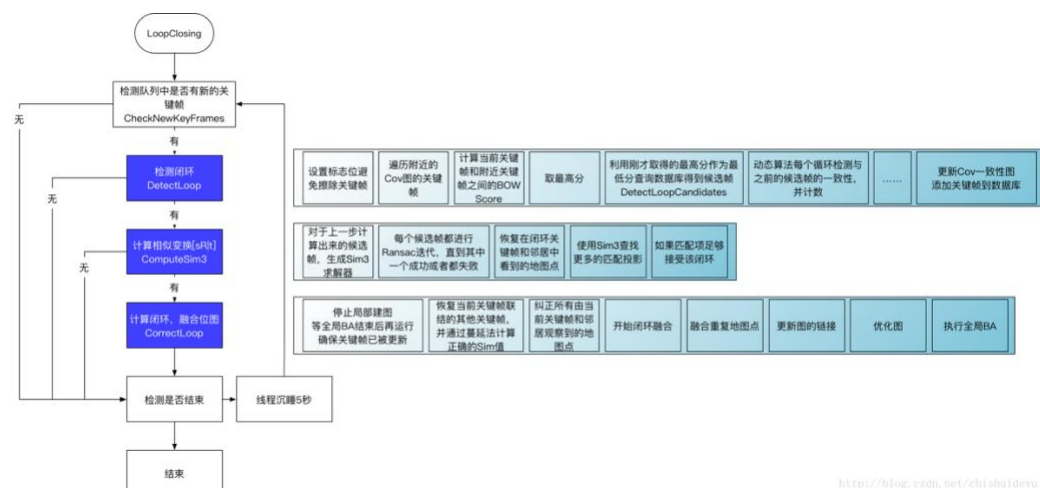 LoopClosing
检测队列中是否有新的关
键帧
CheckNewKeyFrames
无
有
检测闭环
DetectLoop
无
有
计算相似变换[sR|t]
ComputeSim3
无
有
计算闭环，融合位图
CorrectLoop
检测是否结束
线程沉睡5秒
结束
设置标志位避
免擦除关键帧
遍历附近的
Cov图的关键
帧
计算当前关键
帧和附近关键
帧之间的BOW
Score
取最高分
利用刚才取得的最高分作为最
低分查询数据库得到候选帧
DetectLoopCandidates
动态算法每个循环检测与
之前的候选帧的一致性，
并计数
……
更新Cov一致性图
添加关键帧到数据库
对于上一步计
算出来的候选
帧，生成Sim3
求解器
每个候选帧都进行
Ransac迭代，直到其中
一个成功或者都失败
恢复在闭环关
键帧和邻居中
看到的地图点
使用Sim3查找
更多的匹配投影
如果匹配项足够
接受该闭环
停止局部建图
等全局BA结束后再运行
确保关键帧已被更新
恢复当前关键帧联
结的其他关键帧，
并通过蔓延法计算
正确的Sim值
纠正所有由当
前关键帧和邻
居观察到的地
图点
开始闭环融合
融合重复地图点
更新图的链接
优化图
执行全局BA
http://blog.csdn.net/chishuideyu